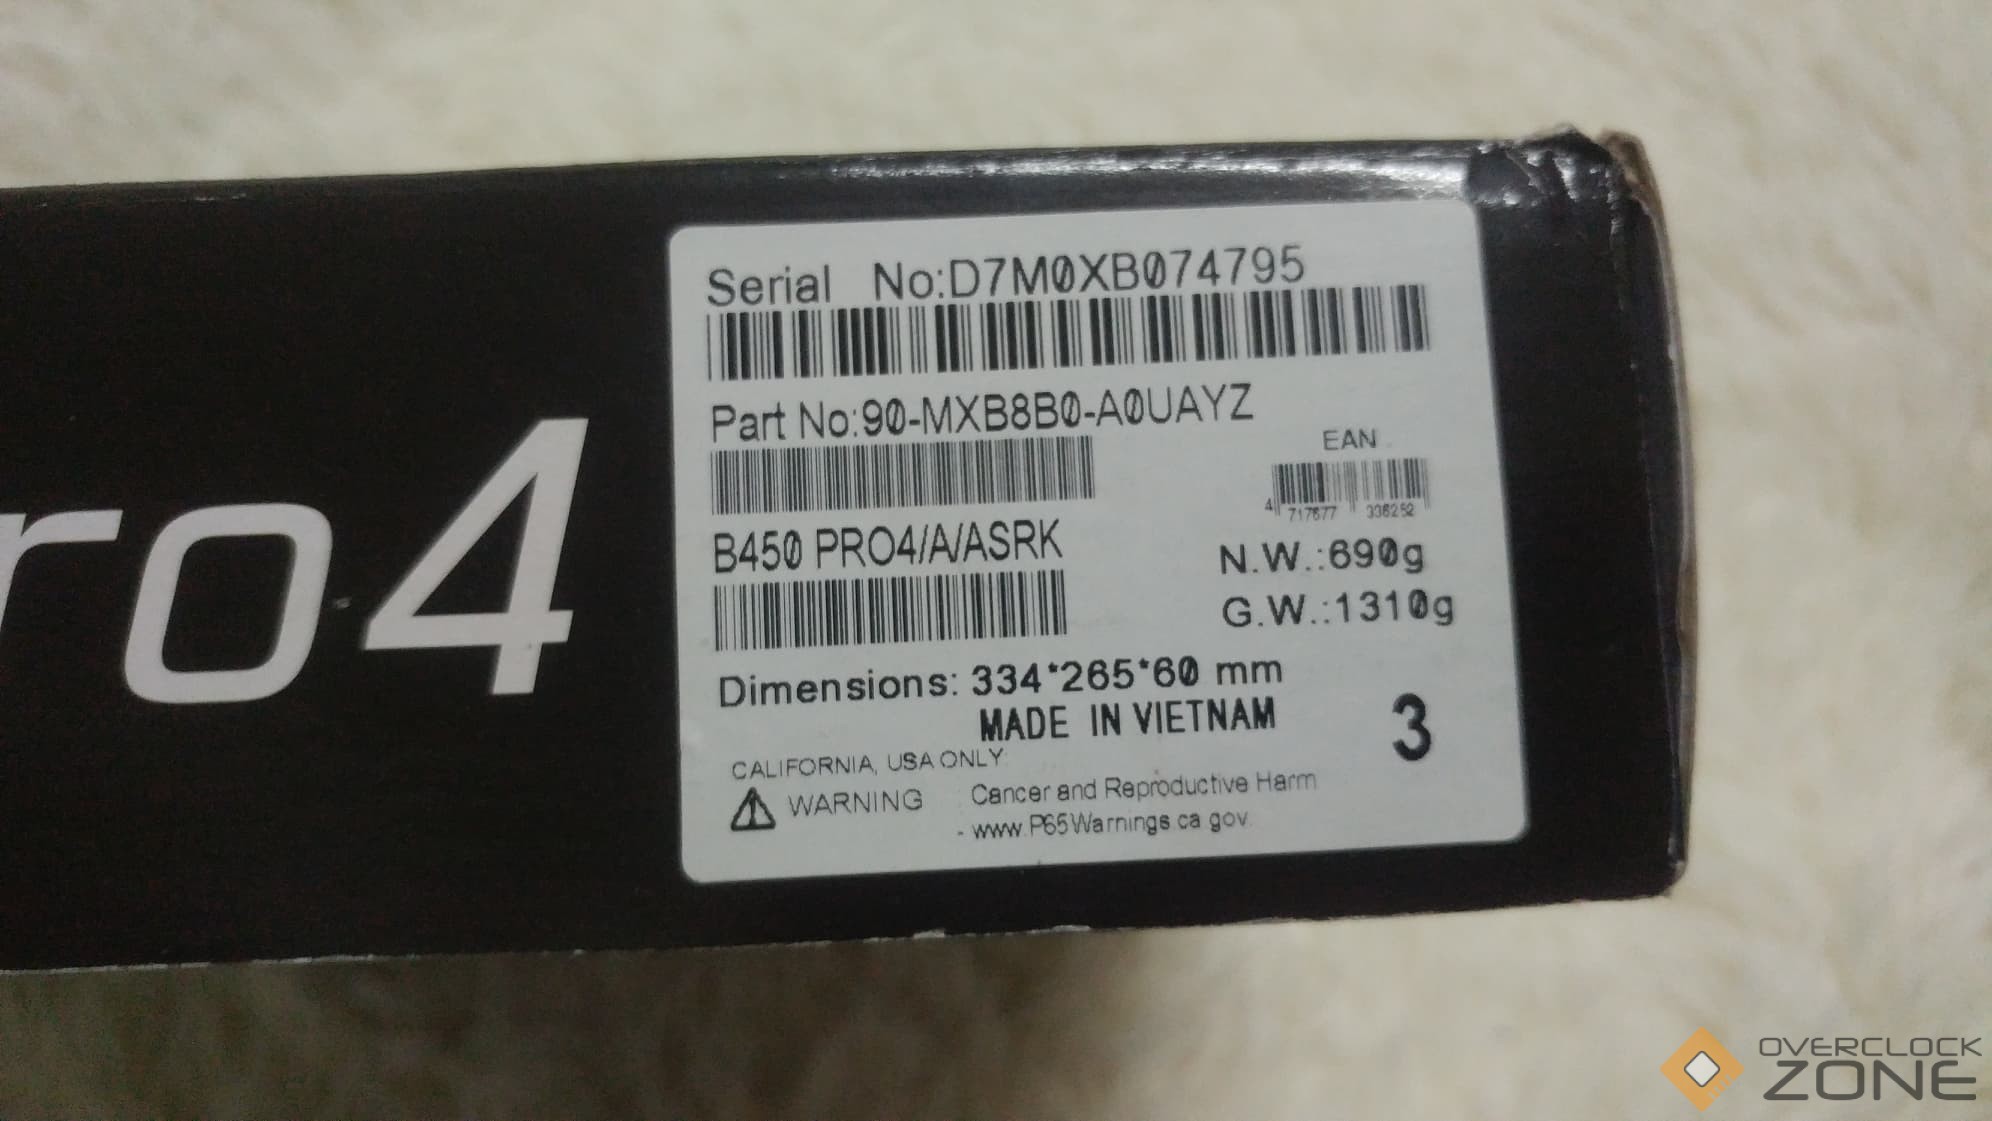 ro4
Serial No:D7M0XB074795
Part No:90-MXB8B0-A0UAYZ
EAN
4 717677 336252
B450 PRO4/A/ASRK
N.W.:690g
G.W.:1310g
Dimensions: 334*265*60 mm
MADE IN VIETNAM
3
CALIFORNIA, USA ONLY
WARNING Cancer and Reproductive Harm
- www.P65Warnings.ca.gov
OVERCLOCK
ZONE